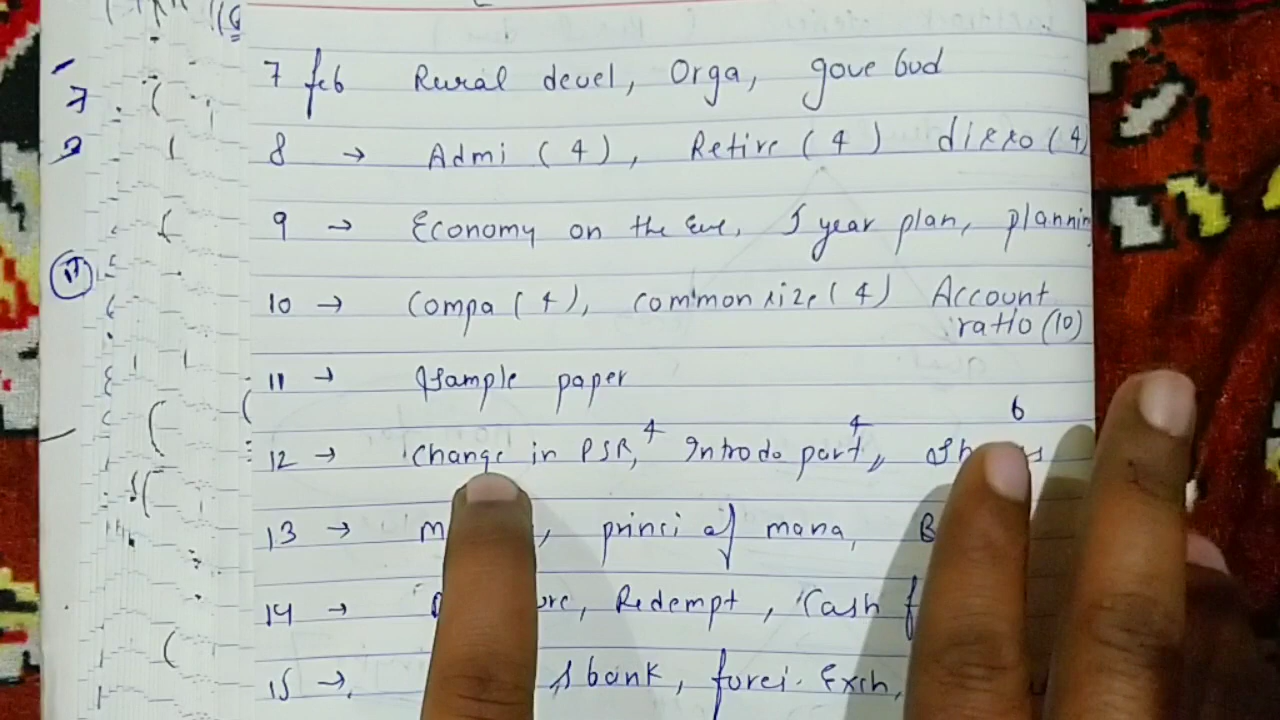 7 feb Rural devel, Orga, gove bud
8 → Admi (4), Retire (4) disso (4)
9 → Economy on the Eve, 5 year plan, planning
10 → Compa (4), common size (4) Account
ratio (10)
11 → Sample paper
6
12 → Change in PSR, 4 Introdo part, 4
13 → princi of mana,
14 → Redempt, Cash f
15 → bank, forei. Exch,
17